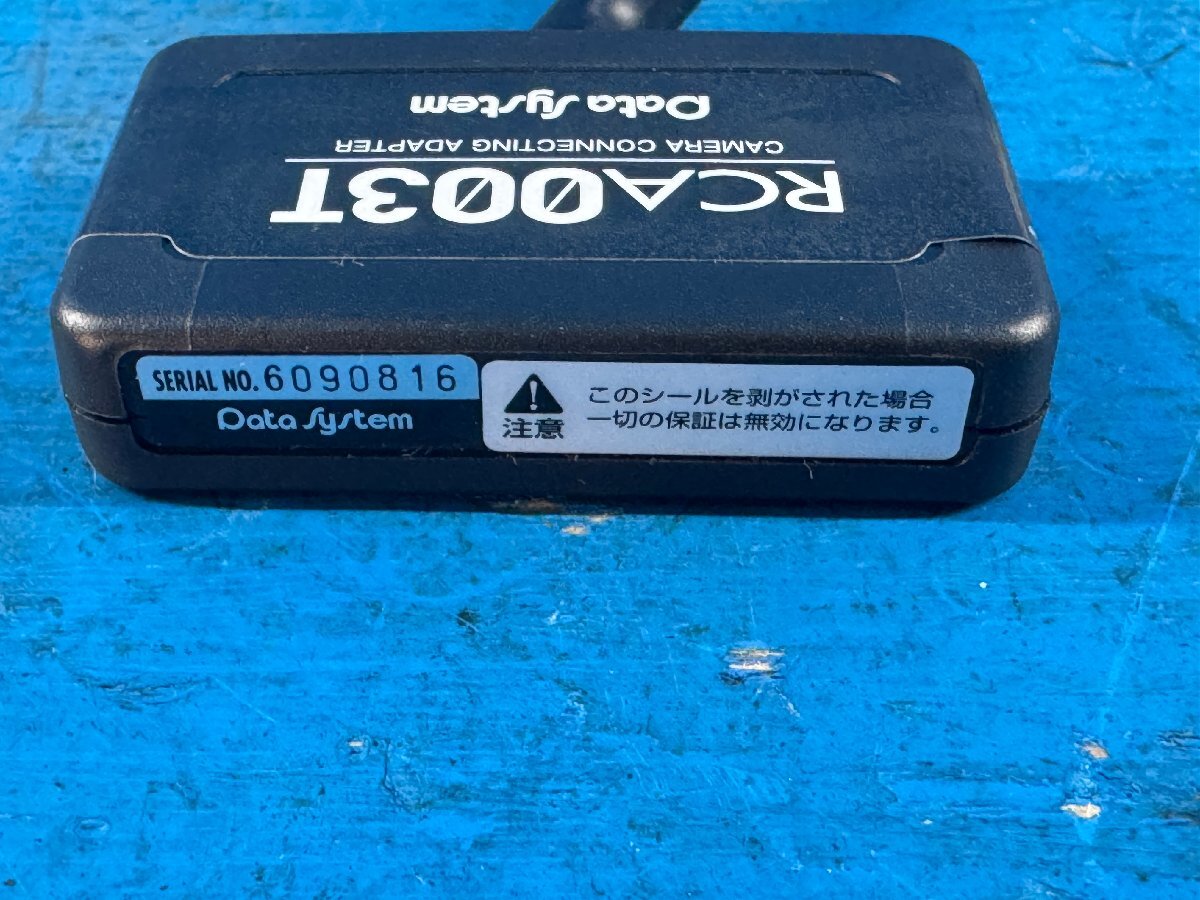 Data System
CAMERA CONNECTING ADAPTER
RCA003T
SERIAL NO. 6090816
Data System
注意
このシールを剥がされた場合
一切の保証は無効になります。